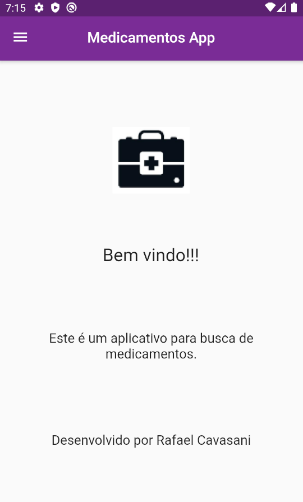 7:15
Medicamentos App
Bem vindo!!!
Este é um aplicativo para busca de
medicamentos.
Desenvolvido por Rafael Cavasani